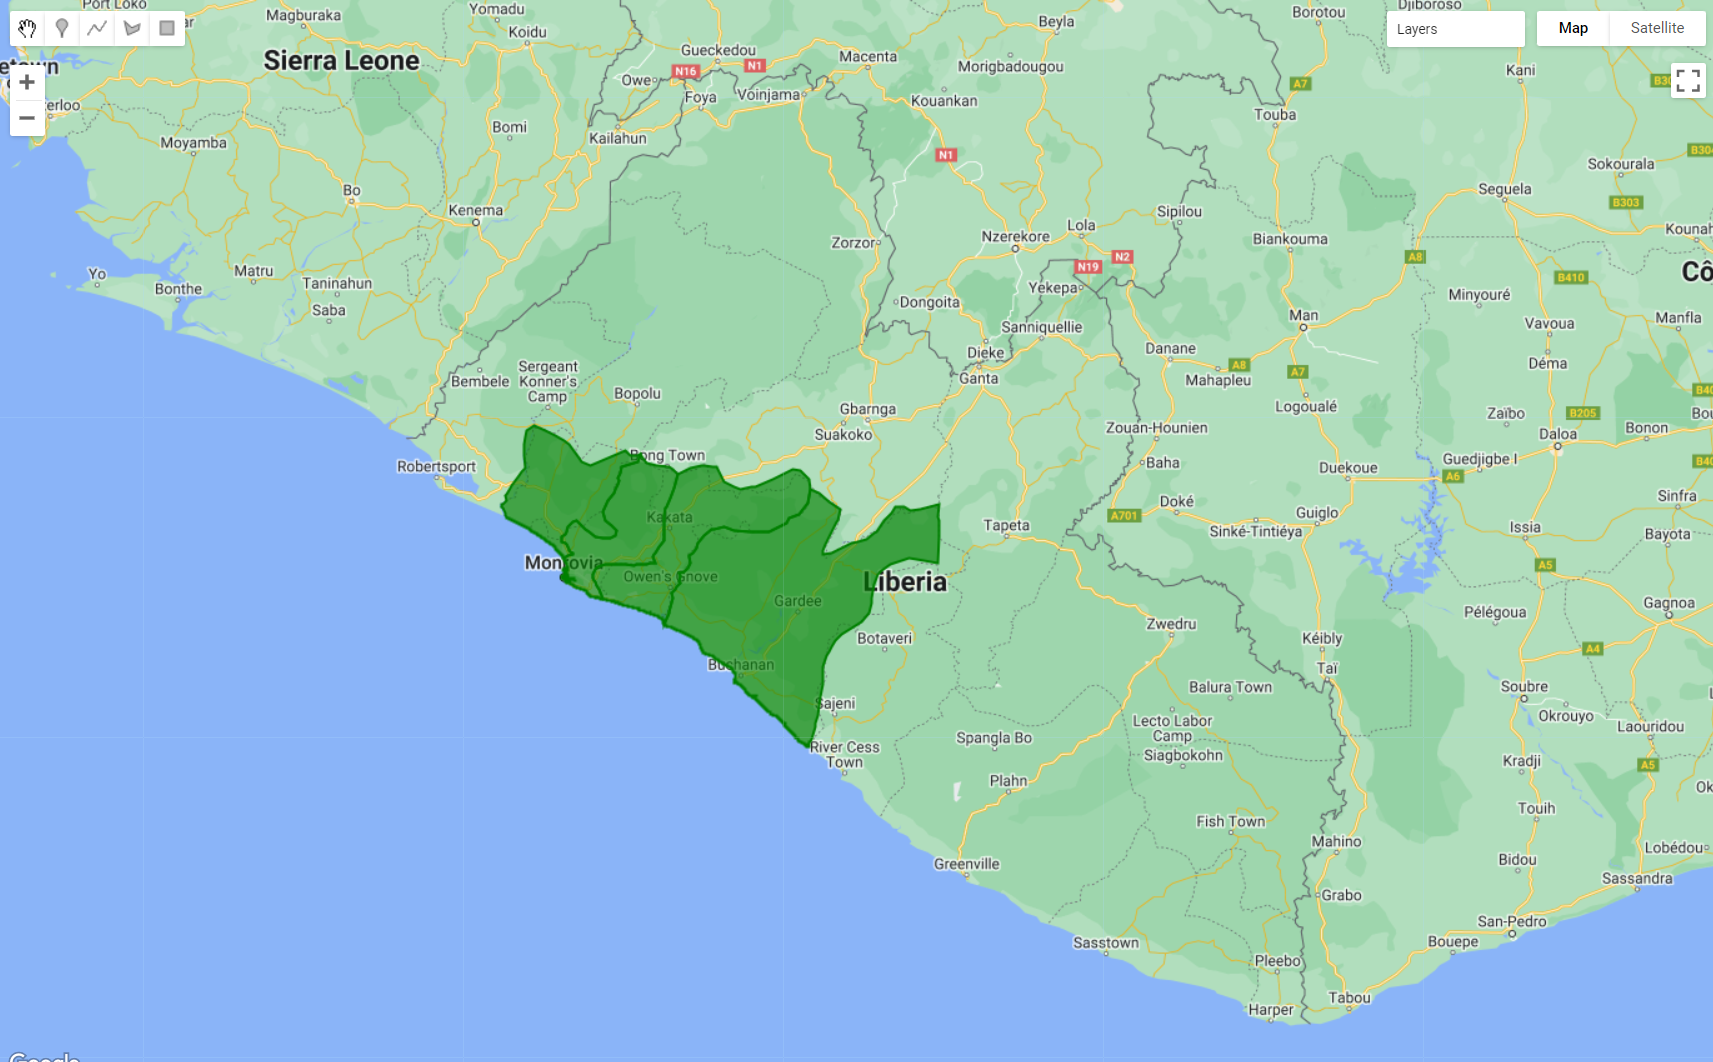 Port Loko
Magburaka
Yomadu
Koidu
Gueckedou
Macenta
Beyla
Borotou
Djiboroso
Layers
Map
Satellite
Sierra Leone
N16
N1
Owe
Foya
Voinjama
Morigbadougou
Kouankan
A7
Kani
Touba
Bomi
Kailahun
Moyamba
N1
Sokourala
Seguela
B303
Bo
Kenema
Sipilou
Lola
Nzerekore
Zorzor
Biankouma
N2
N19
A8
B410
Yo
Bonthe
Matru
Taninahun
Saba
Yekepa
Dongoita
Sanniquellie
Minyouré
Man
Vavoua
Manfla
Dieke
Danane
A8
Mahapleu
A7
Déma
Ganta
Bembele
Sergeant
Konner's
Camp
Bopolu
Gbarnga
Suakoko
Logoualé
Zaïbo
B205
Zouan-Hounien
Daloa
Bonon
Bong Town
Robertsport
Baha
Duekoue
Guedjigbe I
A6
Kakata
Tapeta
Doké
A701
Sinké-Tintiéya
Guiglo
Sinfra
Issia
Bayota
Monrovia
Owen's Grove
Liberia
A5
Gardee
Pélégoua
Gagnoa
Zwedru
Botaveri
Kéibly
A4
Buchanan
Taï
Balura Town
Soubre
Sajeni
Okrouyo
Lecto Labor
Camp
Laouridou
River Cess
Town
Spangla Bo
Siagbokohn
Kradji
A5
Plahn
Touih
Fish Town
Mahino
Lobédou
Greenville
Bidou
Sassandra
Grabo
San-Pedro
Sasstown
Bouepe
Pleebo
Tabou
Harper
Google